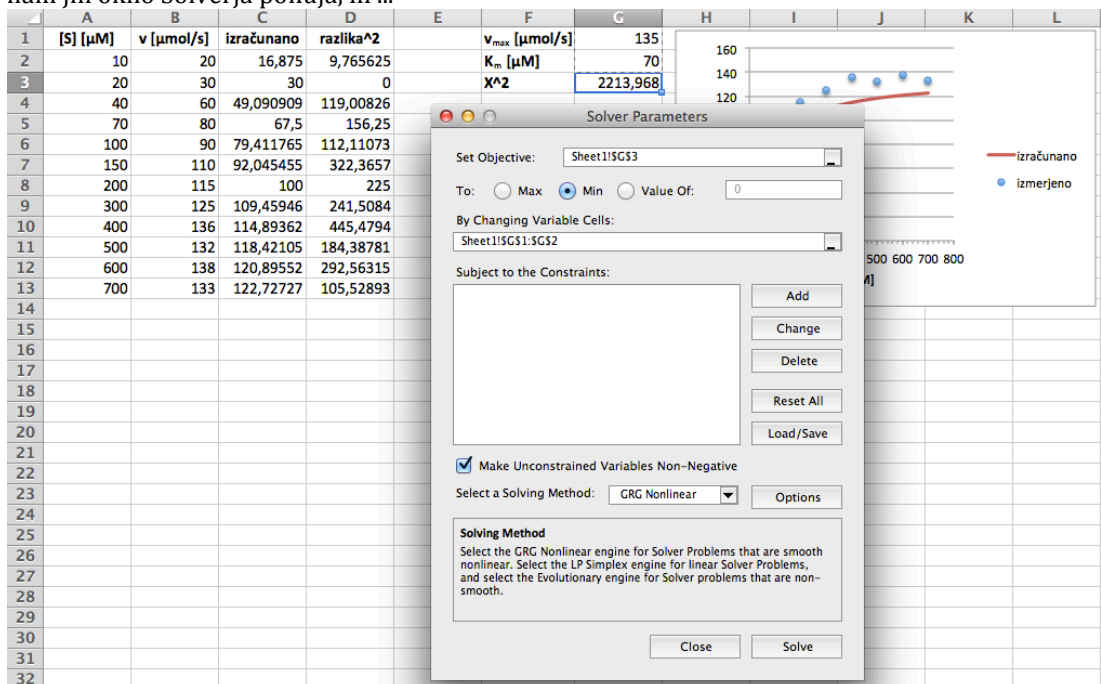 nam jih okno Solverja ponuja, in ...
A B C D E F G H I J K L
1 [S] [µM] v [µmol/s] izračunano razlika^2 vmax [µmol/s] 135
2 10 20 16,875 9,765625 Km [µM] 70
3 20 30 30 0 X^2 2213,968
4 40 60 49,090909 119,00826
5 70 80 67,5 156,25
6 100 90 79,411765 112,11073
7 150 110 92,045455 322,3657
8 200 115 100 225
9 300 125 109,45946 241,5084
10 400 136 114,89362 445,4794
11 500 132 118,42105 184,38781
12 600 138 120,89552 292,56315
13 700 133 122,72727 105,52893
14
15
16
17
18
19
20
21
22
23
24
25
26
27
28
29
30
31
32
160
140
120
izračunano
izmerjeno
500 600 700 800
Solver Parameters
Set Objective: Sheet1!$G$3
To: Max Min Value Of: 0
By Changing Variable Cells:
Sheet1!$G$1:$G$2
Subject to the Constraints:
Add
Change
Delete
Reset All
Load/Save
Make Unconstrained Variables Non-Negative
Select a Solving Method: GRG Nonlinear Options
Solving Method
Select the GRG Nonlinear engine for Solver Problems that are smooth
nonlinear. Select the LP Simplex engine for linear Solver Problems,
and select the Evolutionary engine for Solver problems that are non-
smooth.
Close Solve